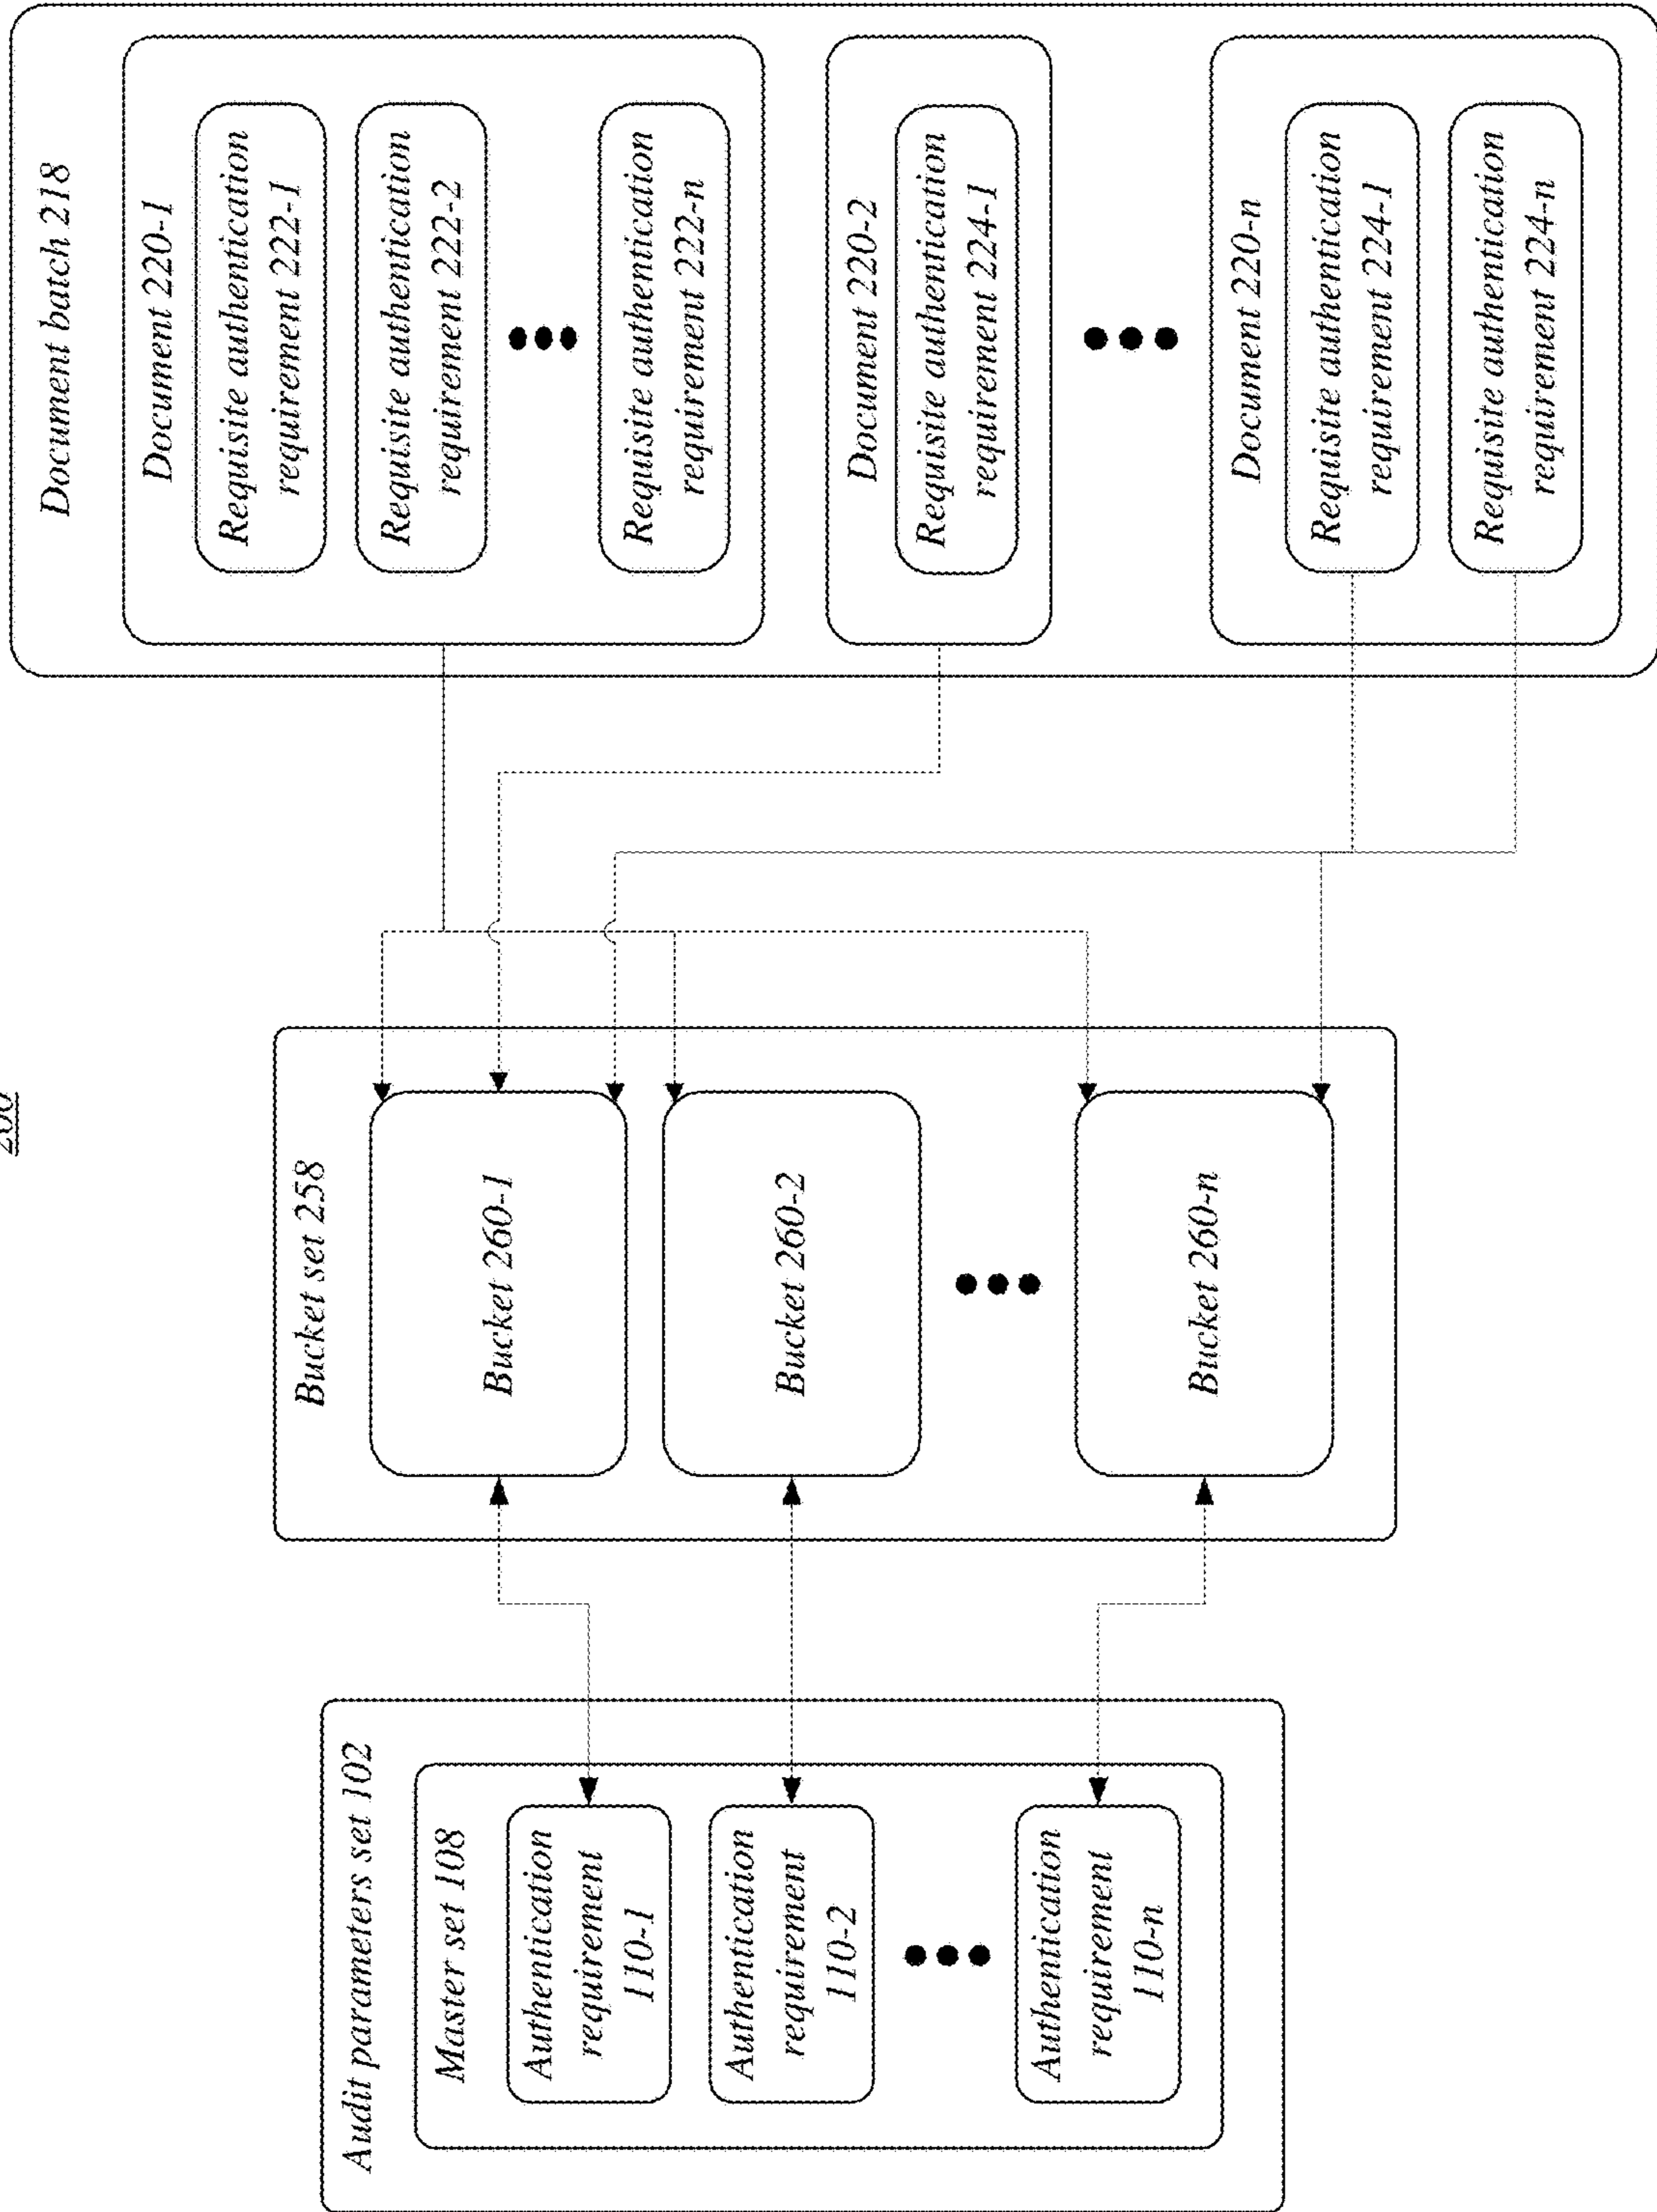 Audit parameters set 102
Master set 108
Authentication
requirement
110-1
Authentication
requirement
110-2
Authentication
requirement
110-n
Bucket set 258
Bucket 260-1
Bucket 260-2
Bucket 260-n
Document batch 218
Document 220-1
Requisite authentication
requirement 222-1
Requisite authentication
requirement 222-2
Requisite authentication
requirement 222-n
Document 220-2
Requisite authentication
requirement 224-1
Document 220-n
Requisite authentication
requirement 224-1
Requisite authentication
requirement 224-n